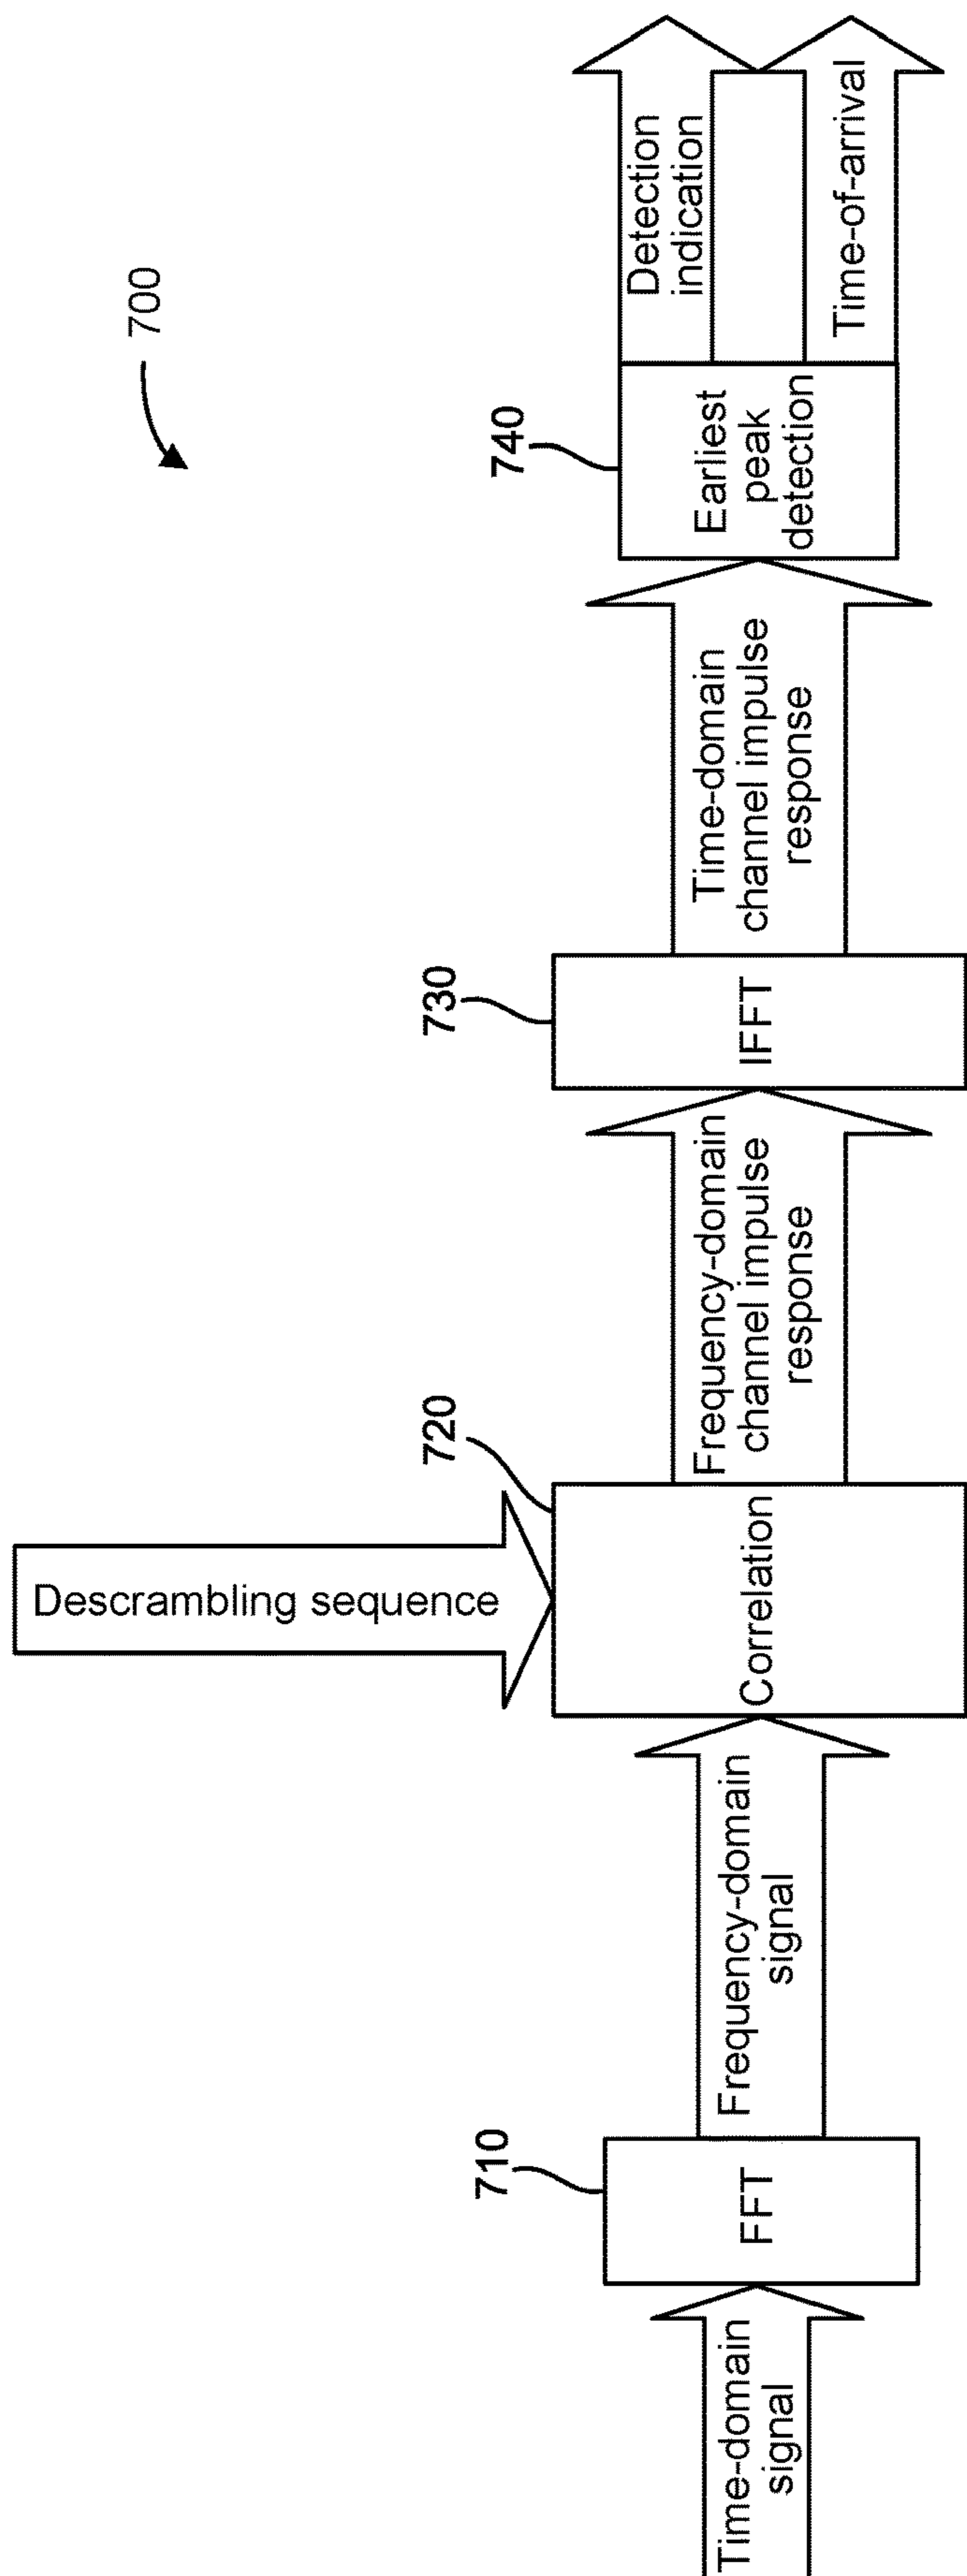 700
Descrambling sequence
710
720
730
740
Time-domain
signal
FFT
Frequency-domain
signal
Correlation
Frequency-domain
channel impulse
response
IFFT
Time-domain
channel impulse
response
Earliest
peak
detection
Detection
indication
Time-of-arrival